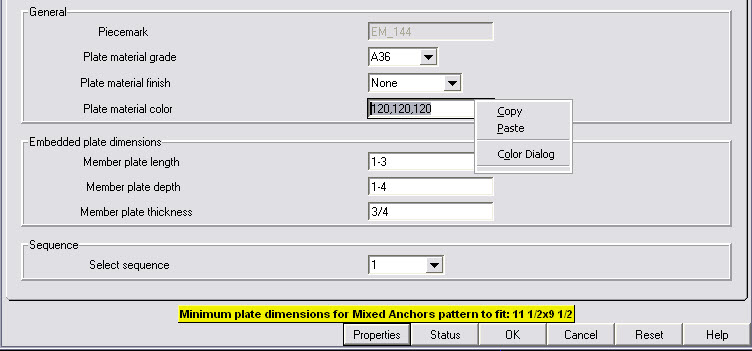 General
Piecemark EM_144
Plate material grade A36
Plate material finish None
Plate material color 120,120,120
Copy
Paste
Color Dialog
Embedded plate dimensions
Member plate length 1-3
Member plate depth 1-4
Member plate thickness 3/4
Sequence
Select sequence 1
Minimum plate dimensions for Mixed Anchors pattern to fit: 11 1/2x9 1/2
Properties Status OK Cancel Reset Help